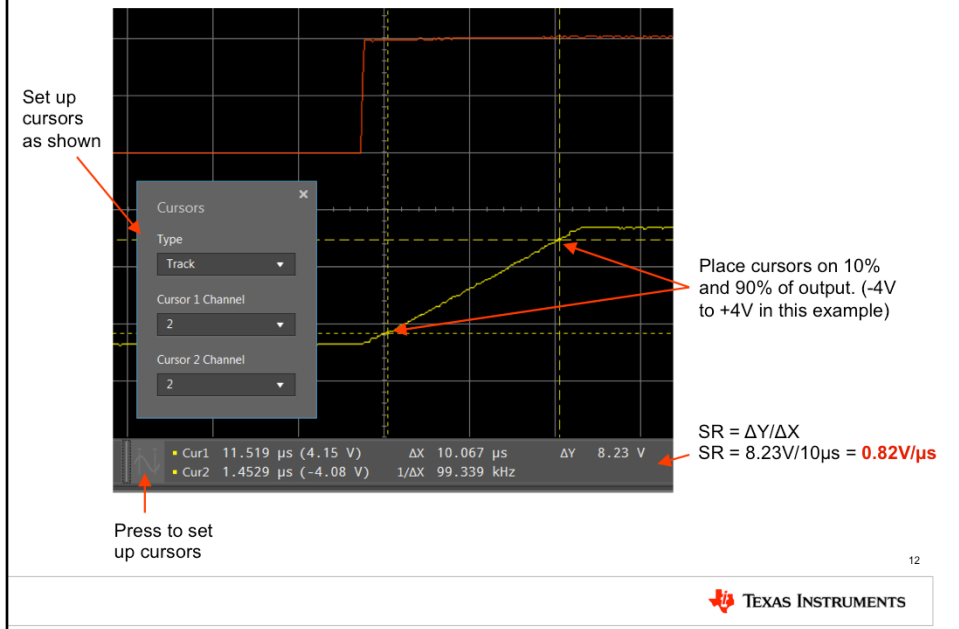 Set up
cursors
as shown
Cursors
×
Type
Track
Cursor 1 Channel
2
Cursor 2 Channel
2
Place cursors on 10%
and 90% of output. (-4V
to +4V in this example)
Cur1 11.519 µs (4.15 V) ΔX 10.067 µs ΔY 8.23 V
Cur2 1.4529 µs (-4.08 V) 1/ΔX 99.339 kHz
SR = ΔY/ΔX
SR = 8.23V/10µs = 0.82V/µs
Press to set
up cursors
12
TEXAS INSTRUMENTS